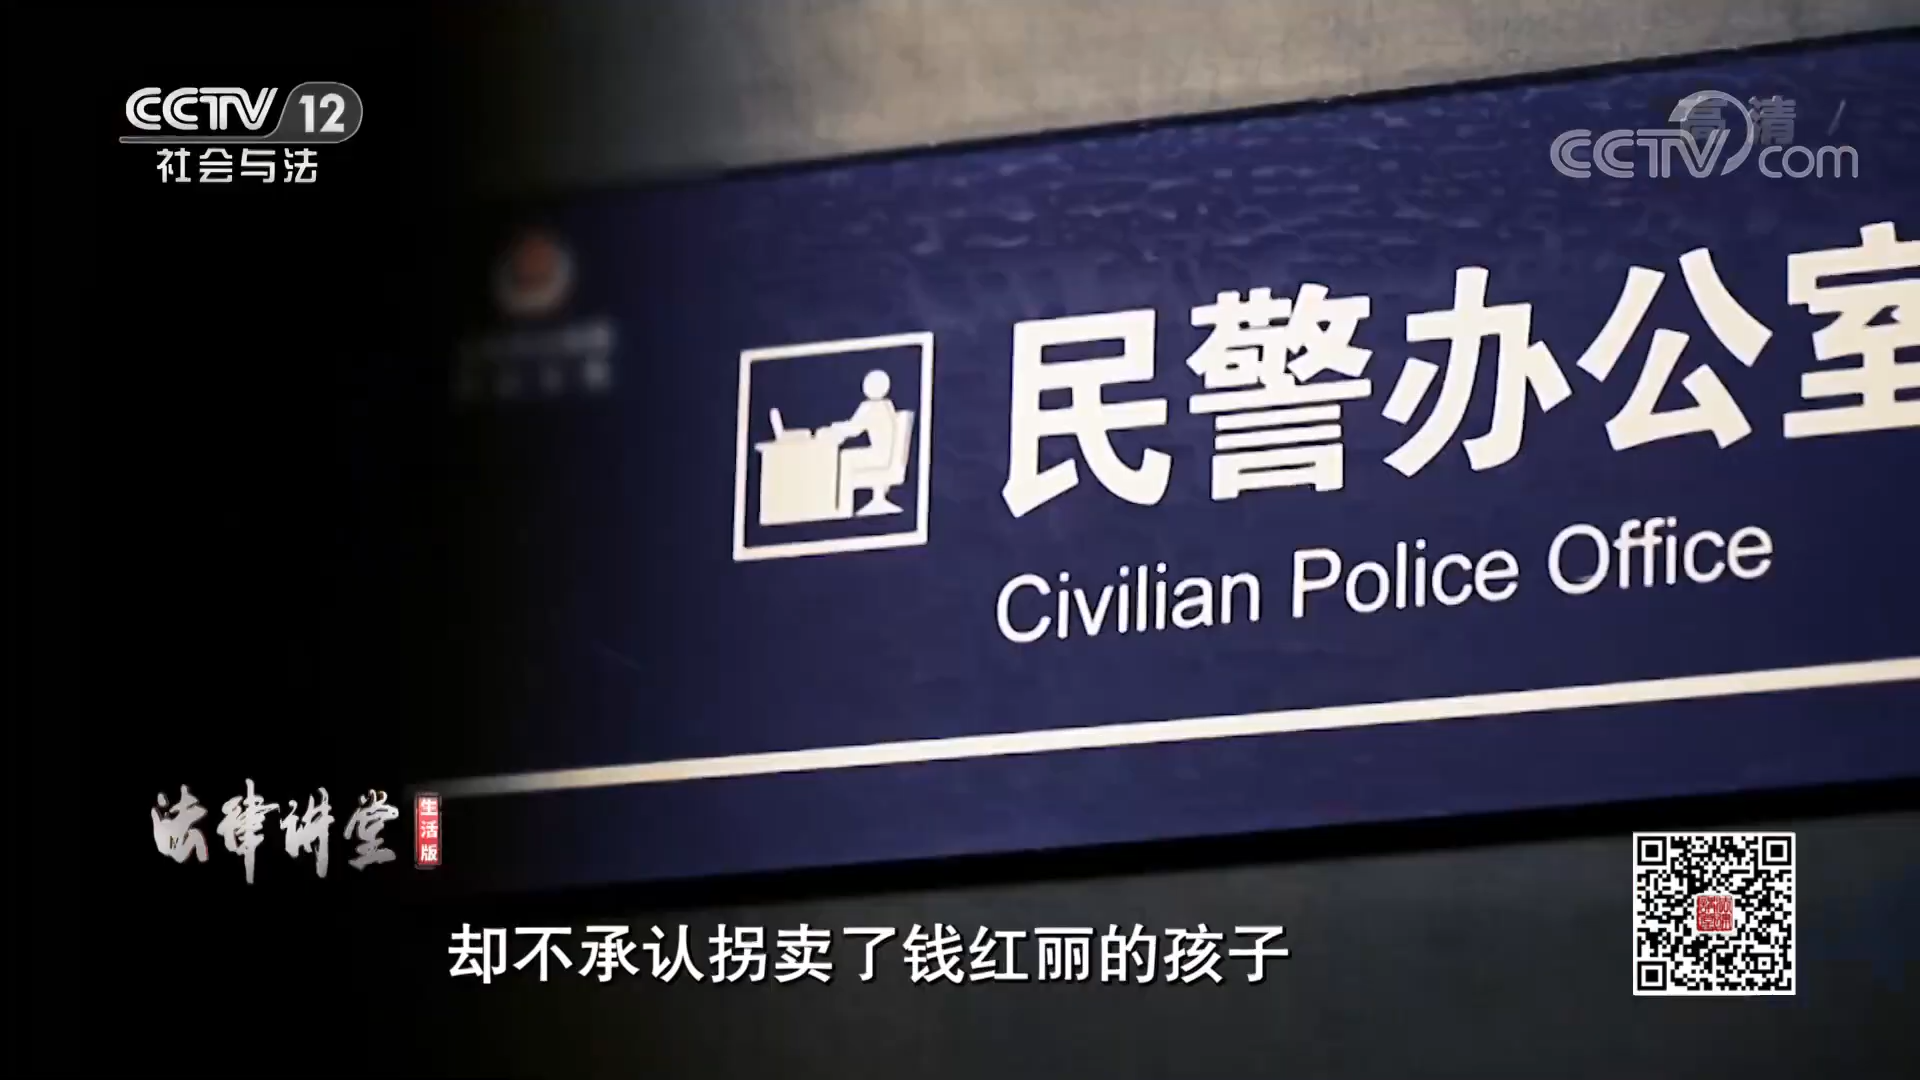 CCTV 12
社会与法
高清
CCTV com
民警办公室
Civilian Police Office
法律讲堂
生活版
却不承认拐卖了钱红丽的孩子